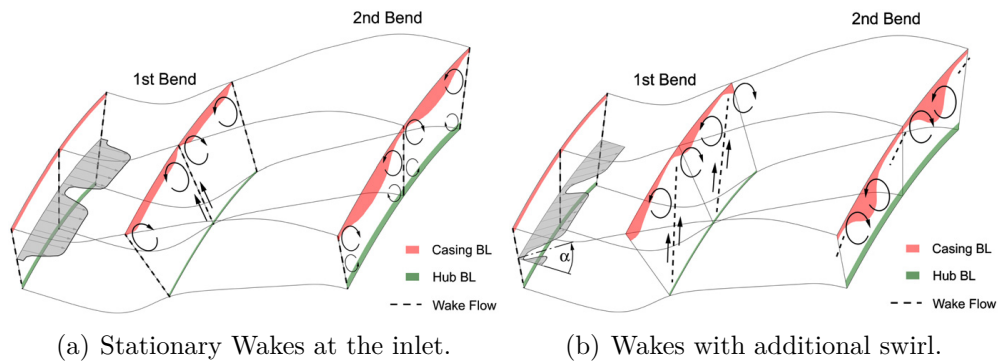 2nd Bend
1st Bend
Casing BL
Hub BL
Wake Flow
(a) Stationary Wakes at the inlet.
2nd Bend
1st Bend
α
Casing BL
Hub BL
Wake Flow
(b) Wakes with additional swirl.